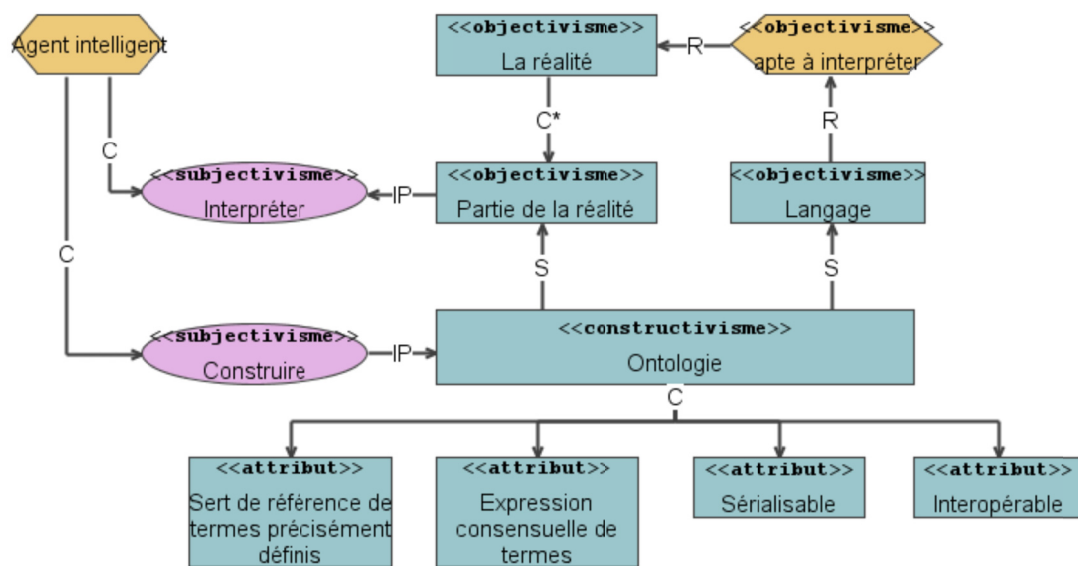 Agent intelligent
<<objectivisme>>
La réalité
R
<<objectivisme>>
apte à interpréter
C*
R
C
<<subjectivisme>>
Interpréter
IP
<<objectivisme>>
Partie de la réalité
<<objectivisme>>
Langage
C
S
S
<<subjectivisme>>
Construire
IP
<<constructivisme>>
Ontologie
C
<<attribut>>
Sert de référence de
termes précisément
définis
<<attribut>>
Expression
consensuelle de
termes
<<attribut>>
Sérialisable
<<attribut>>
Interopérable